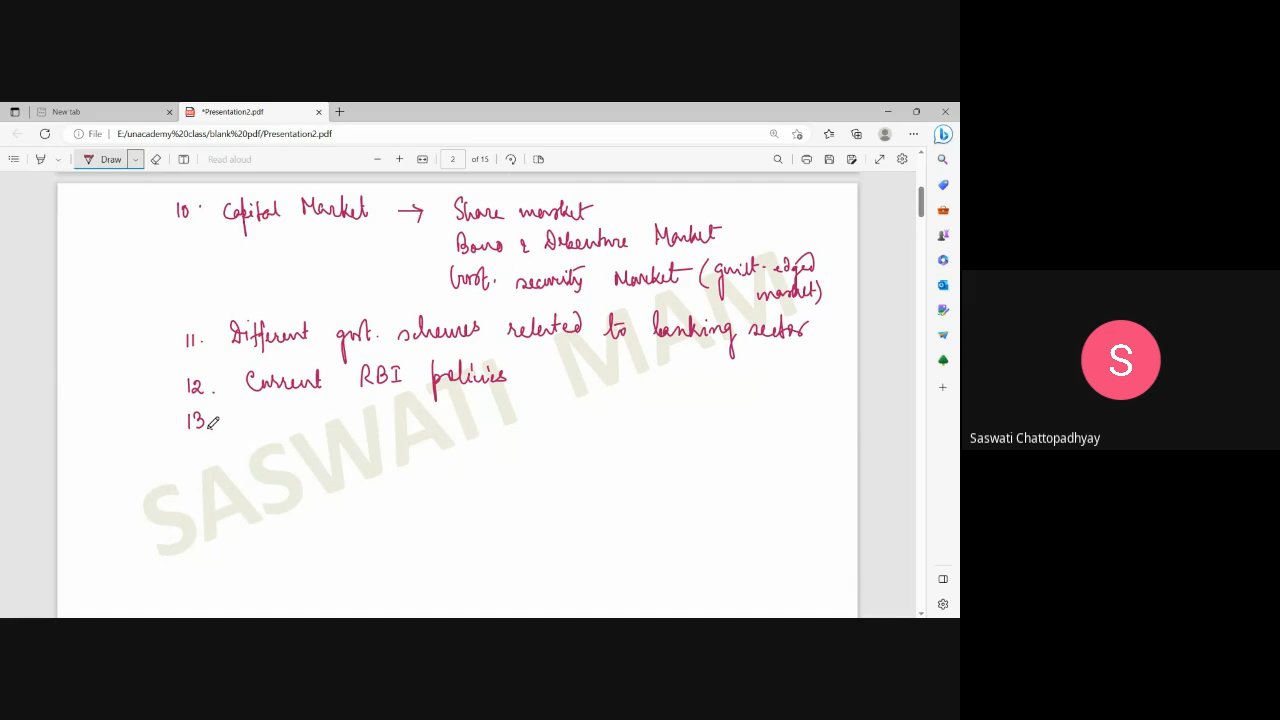 New tab
*Presentation2.pdf
File
E:/unacademy%20class/blank%20pdf/Presentation2.pdf
Draw
Read aloud
2 of 15
10. Capital Market → Share market
Bond & Debenture Market
Govt. security Market (guilt-edged
market)
11. Different govt. schemes related to banking sector
12. Current RBI policies
13
SASWATI MAM
S
Saswati Chattopadhyay